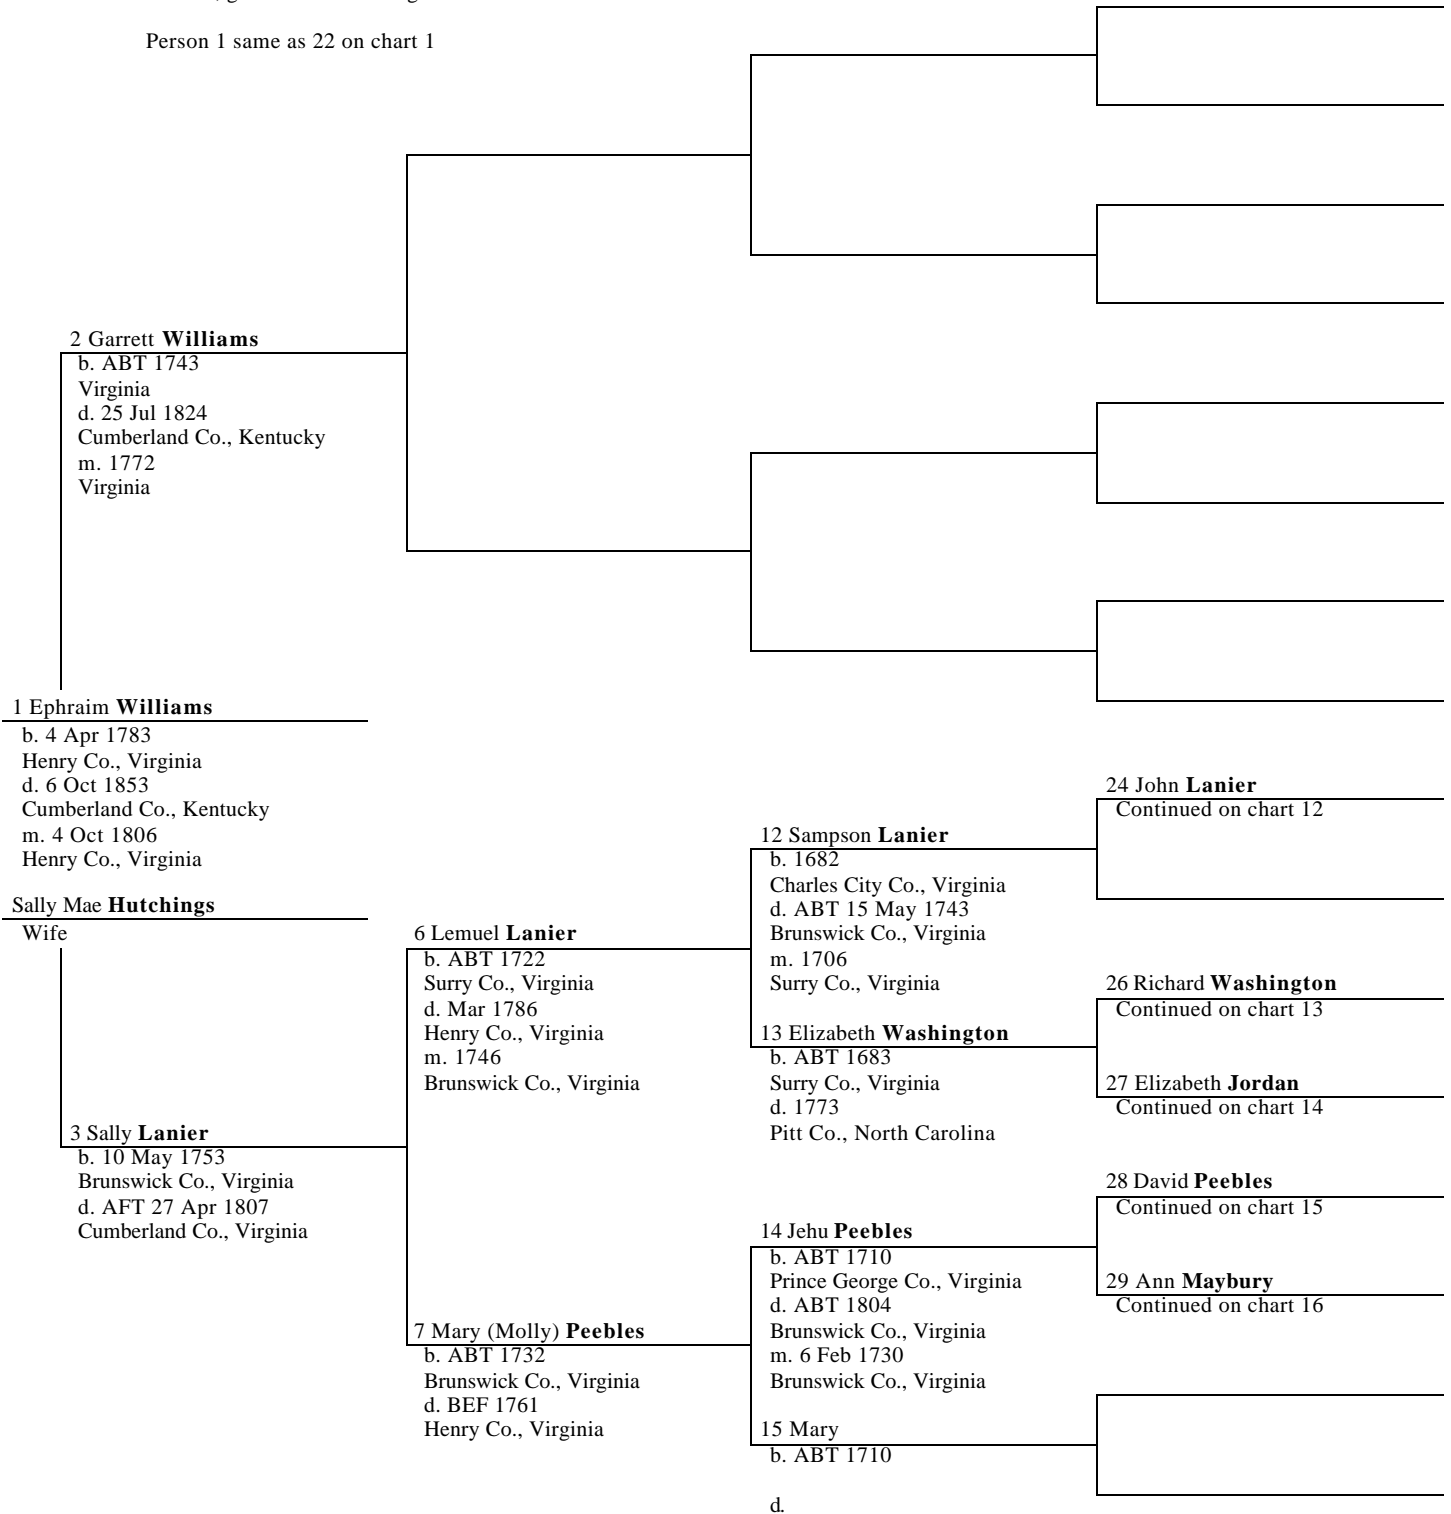 Person 1 same as 22 on chart 1
2 Garrett Williams
b. ABT 1743
Virginia
d. 25 Jul 1824
Cumberland Co., Kentucky
m. 1772
Virginia
1 Ephraim Williams
b. 4 Apr 1783
Henry Co., Virginia
d. 6 Oct 1853
Cumberland Co., Kentucky
m. 4 Oct 1806
Henry Co., Virginia
Sally Mae Hutchings
Wife
3 Sally Lanier
b. 10 May 1753
Brunswick Co., Virginia
d. AFT 27 Apr 1807
Cumberland Co., Virginia
6 Lemuel Lanier
b. ABT 1722
Surry Co., Virginia
d. Mar 1786
Henry Co., Virginia
m. 1746
Brunswick Co., Virginia
7 Mary (Molly) Peebles
b. ABT 1732
Brunswick Co., Virginia
d. BEF 1761
Henry Co., Virginia
12 Sampson Lanier
b. 1682
Charles City Co., Virginia
d. ABT 15 May 1743
Brunswick Co., Virginia
m. 1706
Surry Co., Virginia
13 Elizabeth Washington
b. ABT 1683
Surry Co., Virginia
d. 1773
Pitt Co., North Carolina
14 Jehu Peebles
b. ABT 1710
Prince George Co., Virginia
d. ABT 1804
Brunswick Co., Virginia
m. 6 Feb 1730
Brunswick Co., Virginia
15 Mary
b. ABT 1710
d.
24 John Lanier
Continued on chart 12
26 Richard Washington
Continued on chart 13
27 Elizabeth Jordan
Continued on chart 14
28 David Peebles
Continued on chart 15
29 Ann Maybury
Continued on chart 16